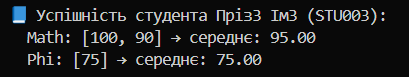 📘 Успішність студента Пріз3 Ім3 (STU003):
Math: [100, 90] → середнє: 95.00
Phi: [75] → середнє: 75.00